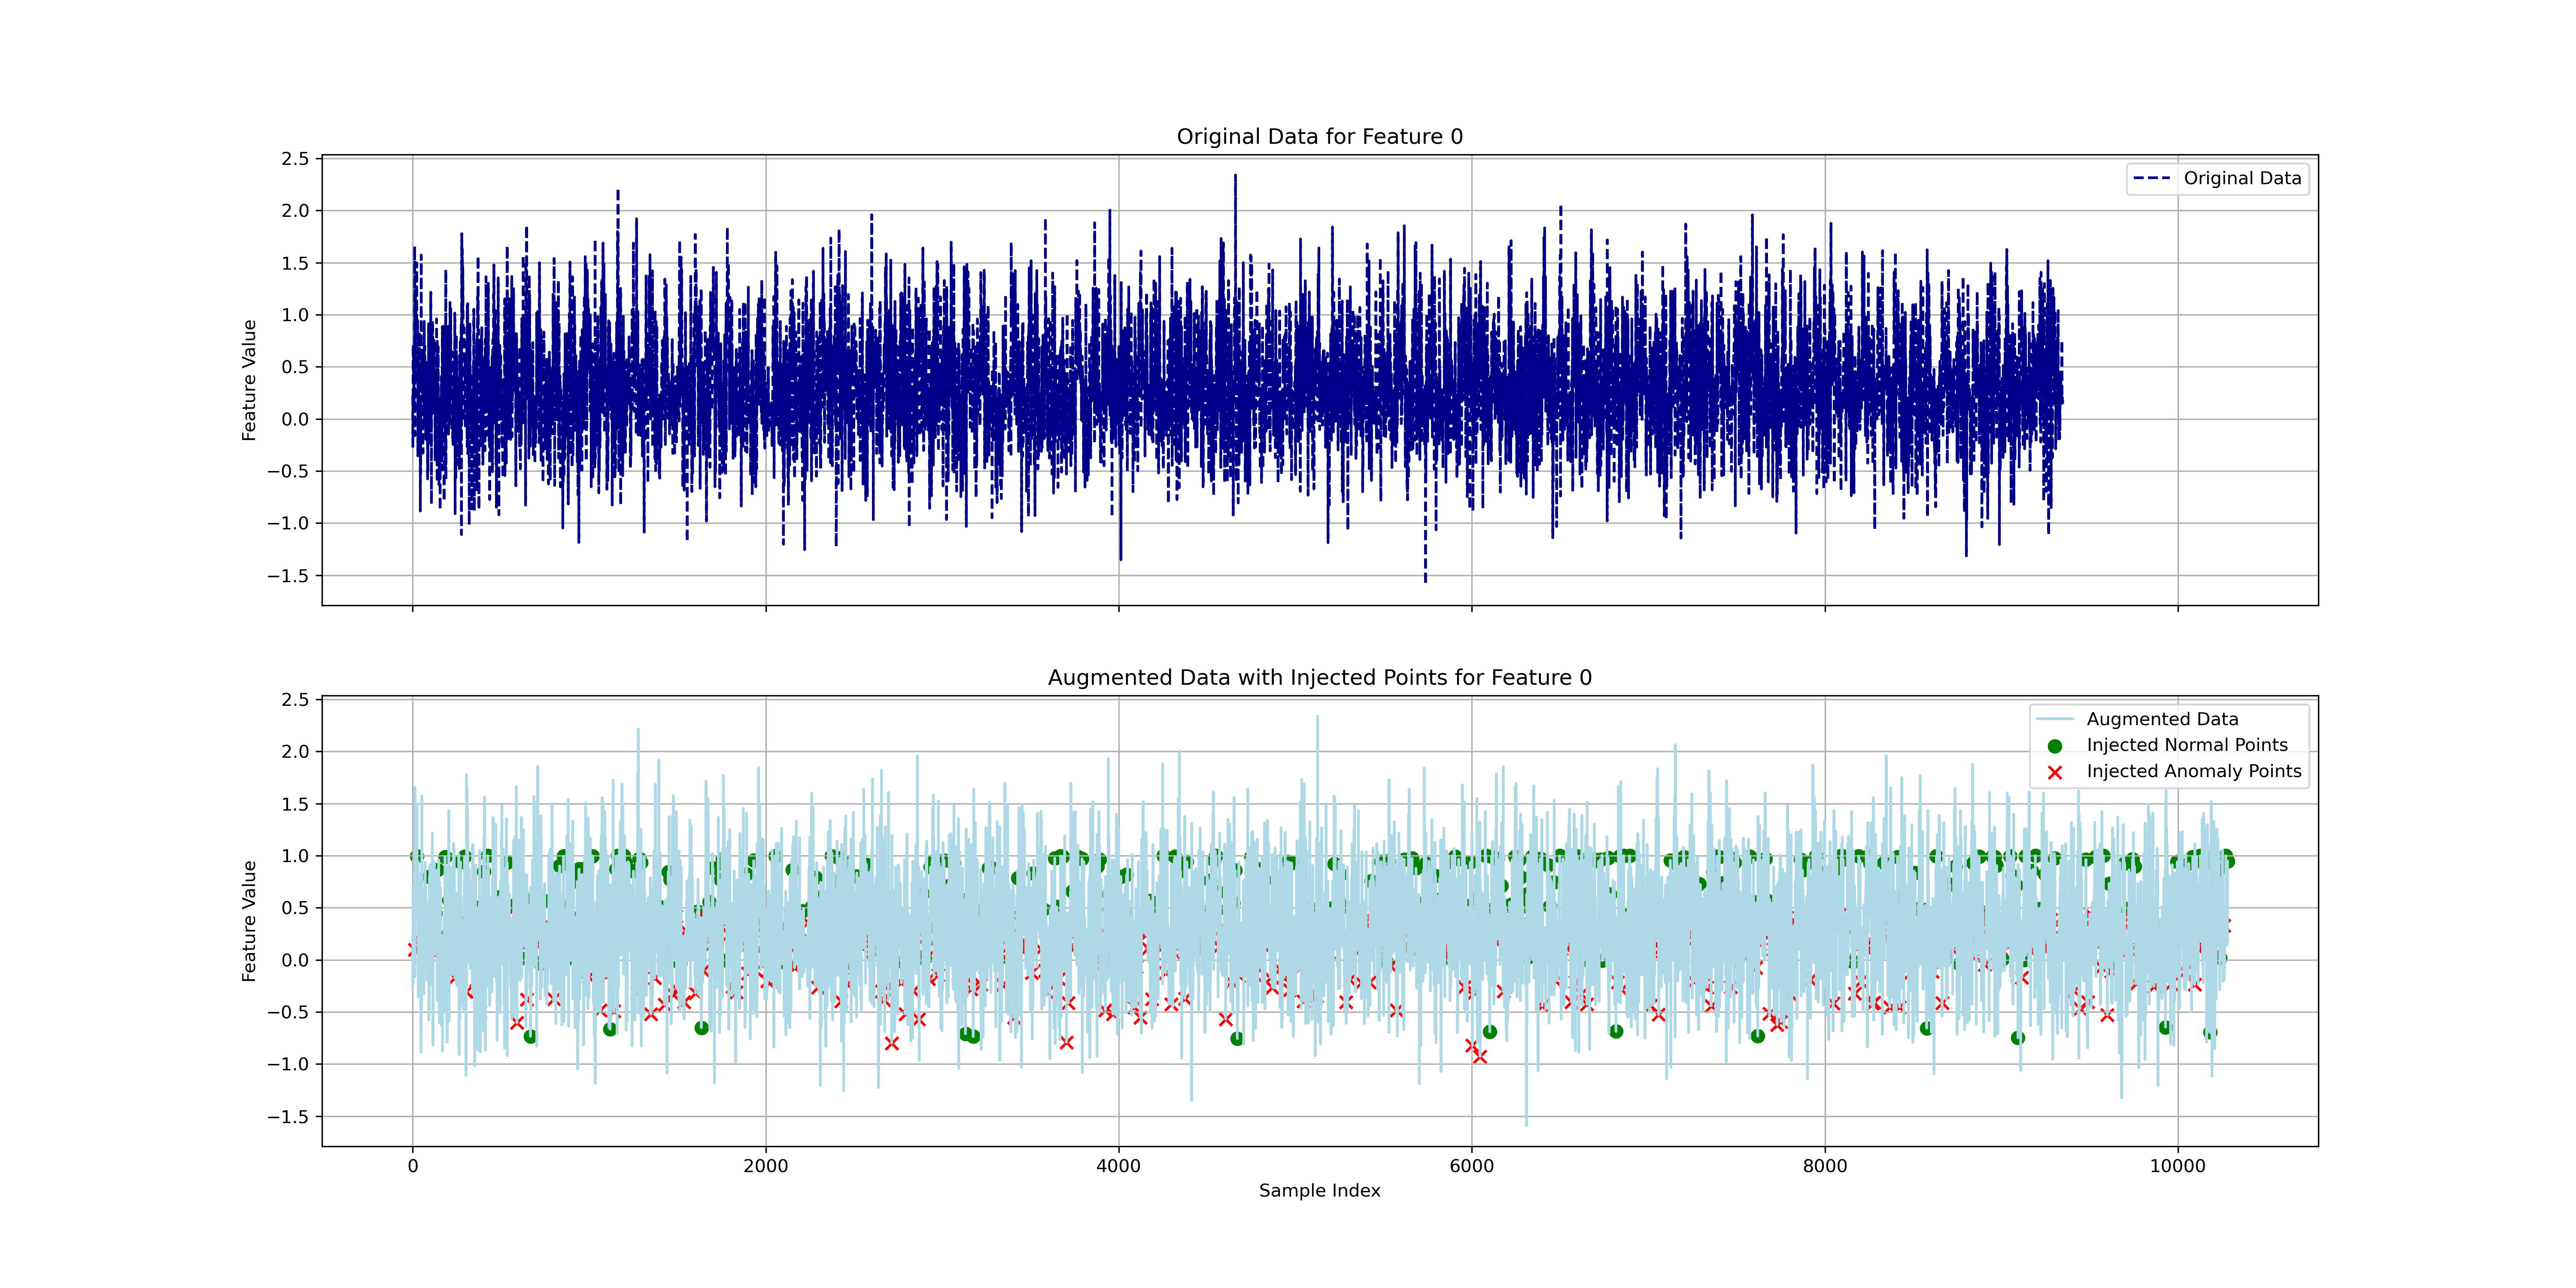 Original Data for Feature 0
2.5
2.0
1.5
1.0
0.5
0.0
−0.5
−1.0
−1.5
Feature Value
Original Data
Augmented Data with Injected Points for Feature 0
2.5
2.0
1.5
1.0
0.5
0.0
−0.5
−1.0
−1.5
Feature Value
Augmented Data
Injected Normal Points
Injected Anomaly Points
0 2000 4000 6000 8000 10000
Sample Index